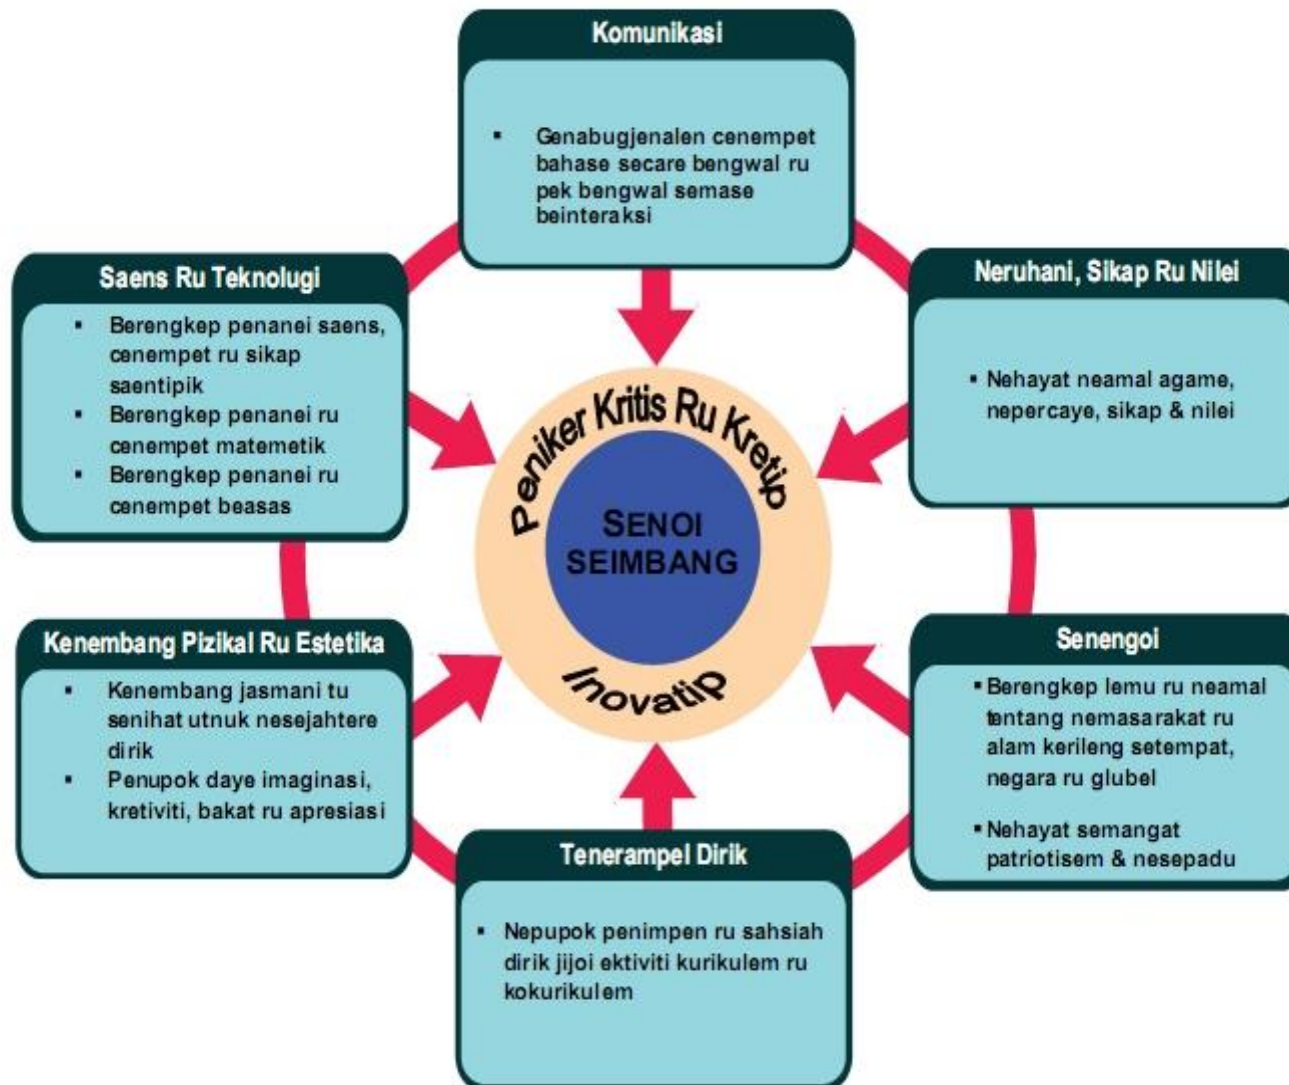 Komunikasi
▪ Genabugjenalen cenempet
bahase secare bengwal ru
pek bengwal semase
beinteraksi
Saens Ru Teknolugi
▪ Berengkep penanei saens,
cenempet ru sikap
saentipik
▪ Berengkep penanei ru
cenempet matemetik
▪ Berengkep penanei ru
cenempet beasas
Neruhani, Sikap Ru Nilei
▪ Nehayat neamal agame,
nepercaye, sikap & nilei
Peniker Kritis Ru Kretip
SENOI
SEIMBANG
Inovatip
Kenembang Pizikal Ru Estetika
▪ Kenembang jasmani tu
senihat utnuk nesejahtere
dirik
▪ Penupok daye imaginasi,
kretiviti, bakat ru apresiasi
Senengoi
▪ Berengkep lemu ru neamal
tentang nemasarakat ru
alam kerileng setempat,
negara ru glubel
▪ Nehayat semangat
patriotisem & nesepadu
Tenerampel Dirik
▪ Nepupok penimpen ru sahsiah
dirik jijoi ektiviti kurikulem ru
kokurikulem